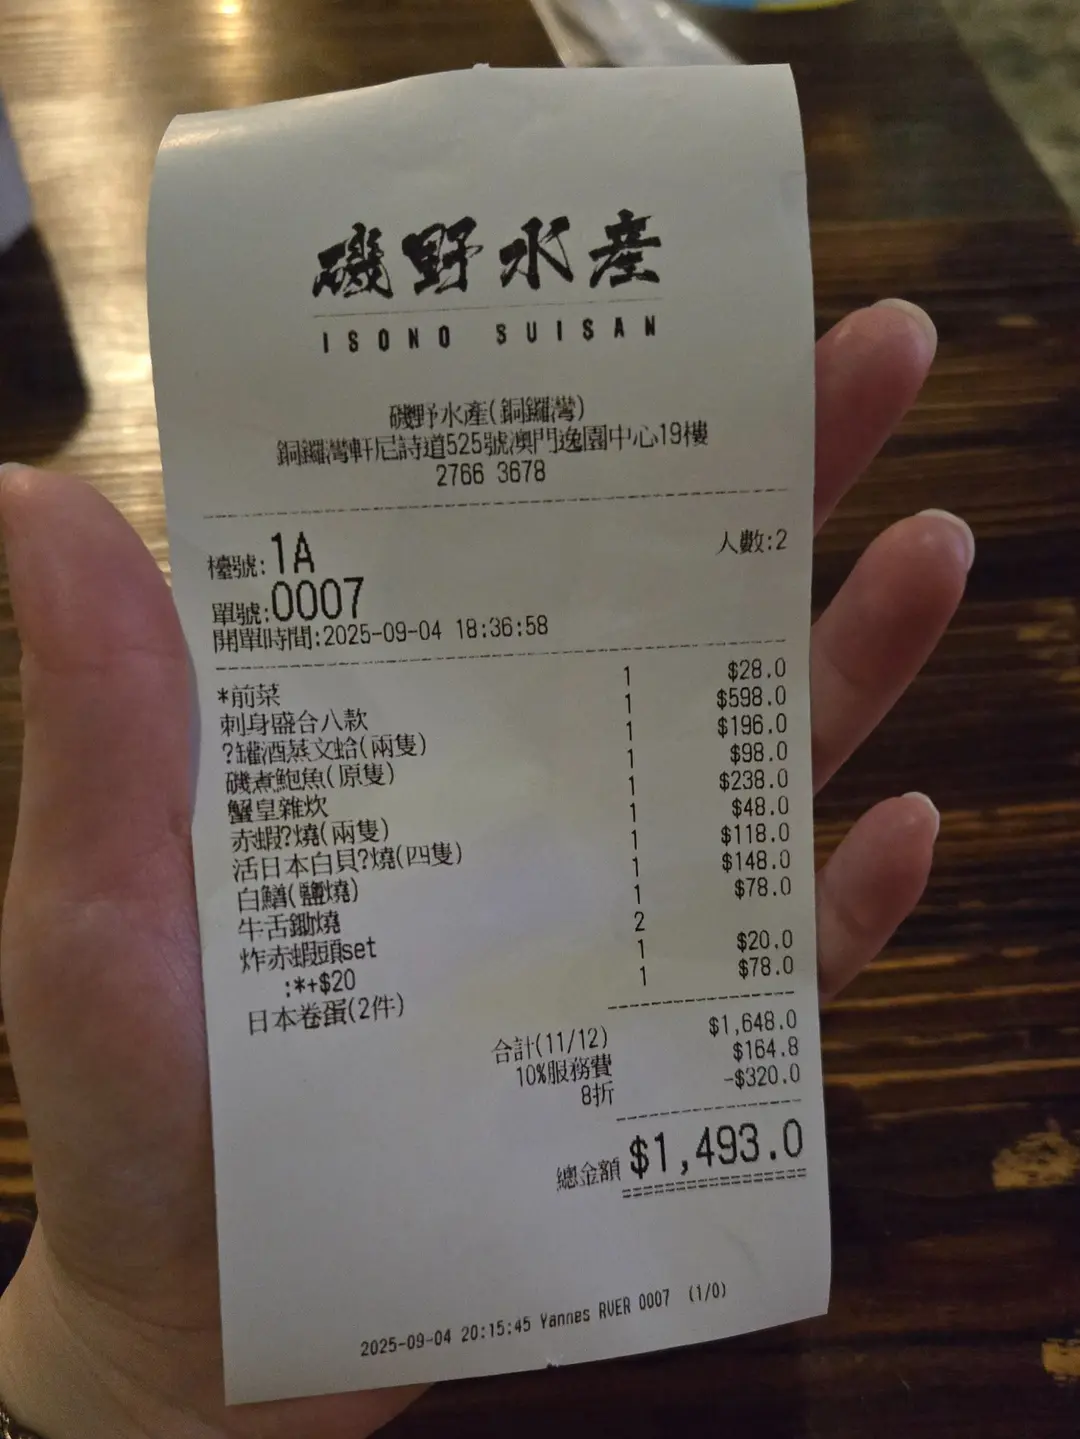 磯野水産
ISONO SUISAN
磯野水產(銅鑼灣)
銅鑼灣軒尼詩道525號澳門逸園中心19樓
2766 3678
檯號:1A 人數:2
單號:0007
開單時間:2025-09-04 18:36:58
*前菜 1 $28.0
刺身盛合八款 1 $598.0
?罐酒蒸文蛤(兩隻) 1 $196.0
磯煮鮑魚(原隻) 1 $98.0
蟹皇雜炊 1 $238.0
赤蝦?燒(兩隻) 1 $48.0
活日本白貝?燒(四隻) 1 $118.0
白鱔(鹽燒) 1 $148.0
牛舌鋤燒 1 $78.0
炸赤蝦頭set 2
:*+$20 1 $20.0
日本卷蛋(2件) 1 $78.0
合計(11/12) $1,648.0
10%服務費 $164.8
8折 -$320.0
總金額 $1,493.0
2025-09-04 20:15:45 Yannes RVER 0007 (1/0)